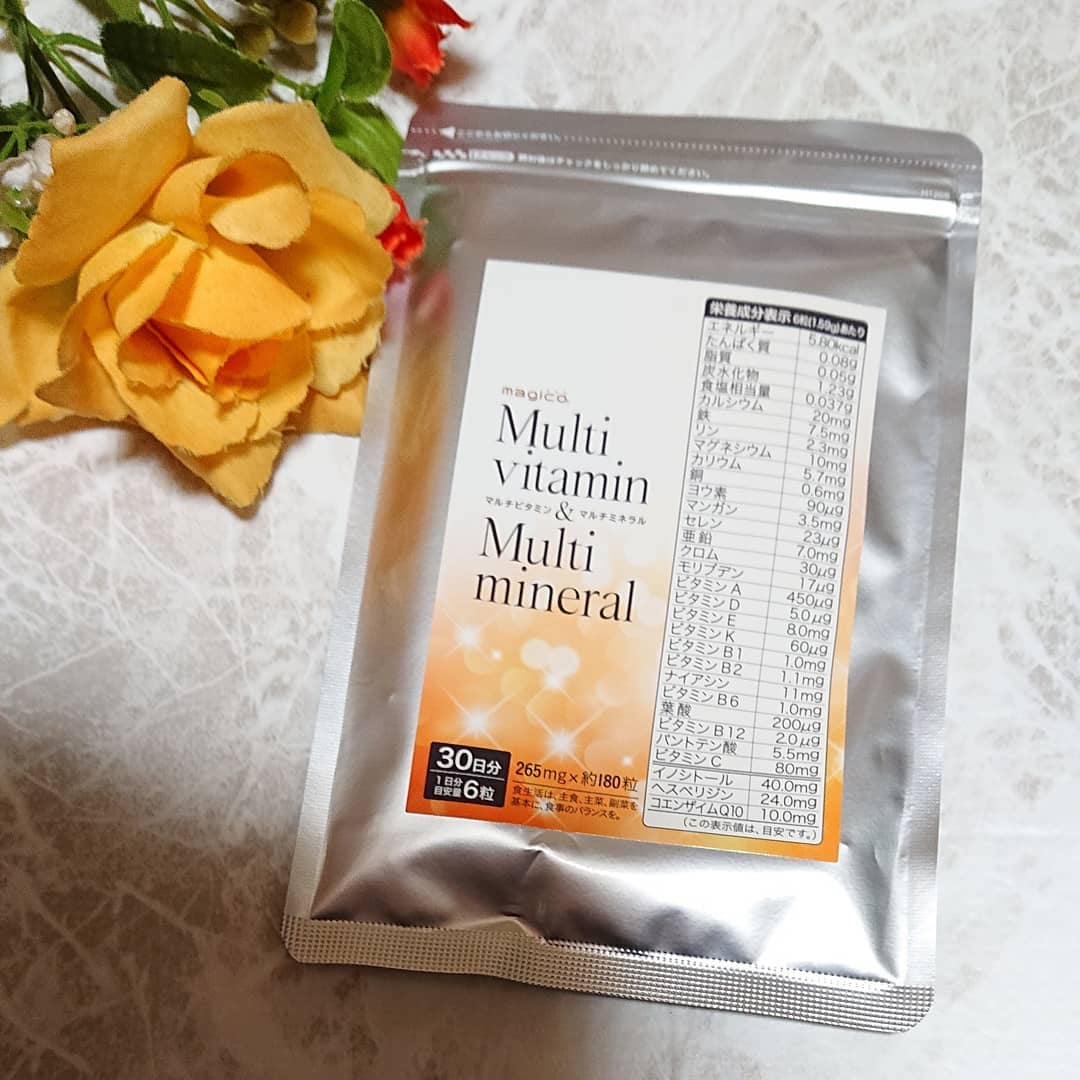 magico
Multi
vitamin
マルチビタミン & マルチミネラル
Multi
mineral
30日分
1日分
目安量6粒
265mg×約180粒
食生活は、主食、主菜、副菜を
基本に、食事のバランスを。
栄養成分表示 6粒(1.59g)あたり
エネルギー 5.80kcal
たんぱく質 0.08g
脂質 0.05g
炭水化物 1.23g
食塩相当量 0.037g
カルシウム 20mg
鉄 7.5mg
リン 2.3mg
マグネシウム 10mg
カリウム 5.7mg
銅 0.6mg
ヨウ素 90μg
マンガン 3.5mg
セレン 23μg
亜鉛 7.0mg
クロム 30μg
モリブデン 17μg
ビタミンA 450μg
ビタミンD 5.0μg
ビタミンE 8.0mg
ビタミンK 60μg
ビタミンB1 1.0mg
ビタミンB2 1.1mg
ナイアシン 11mg
ビタミンB6 1.0mg
葉酸 200μg
ビタミンB12 2.0μg
パントテン酸 5.5mg
ビタミンC 80mg
イノシトール 40.0mg
ヘスペリジン 24.0mg
コエンザイムQ10 10.0mg
(この表示値は、目安です。)